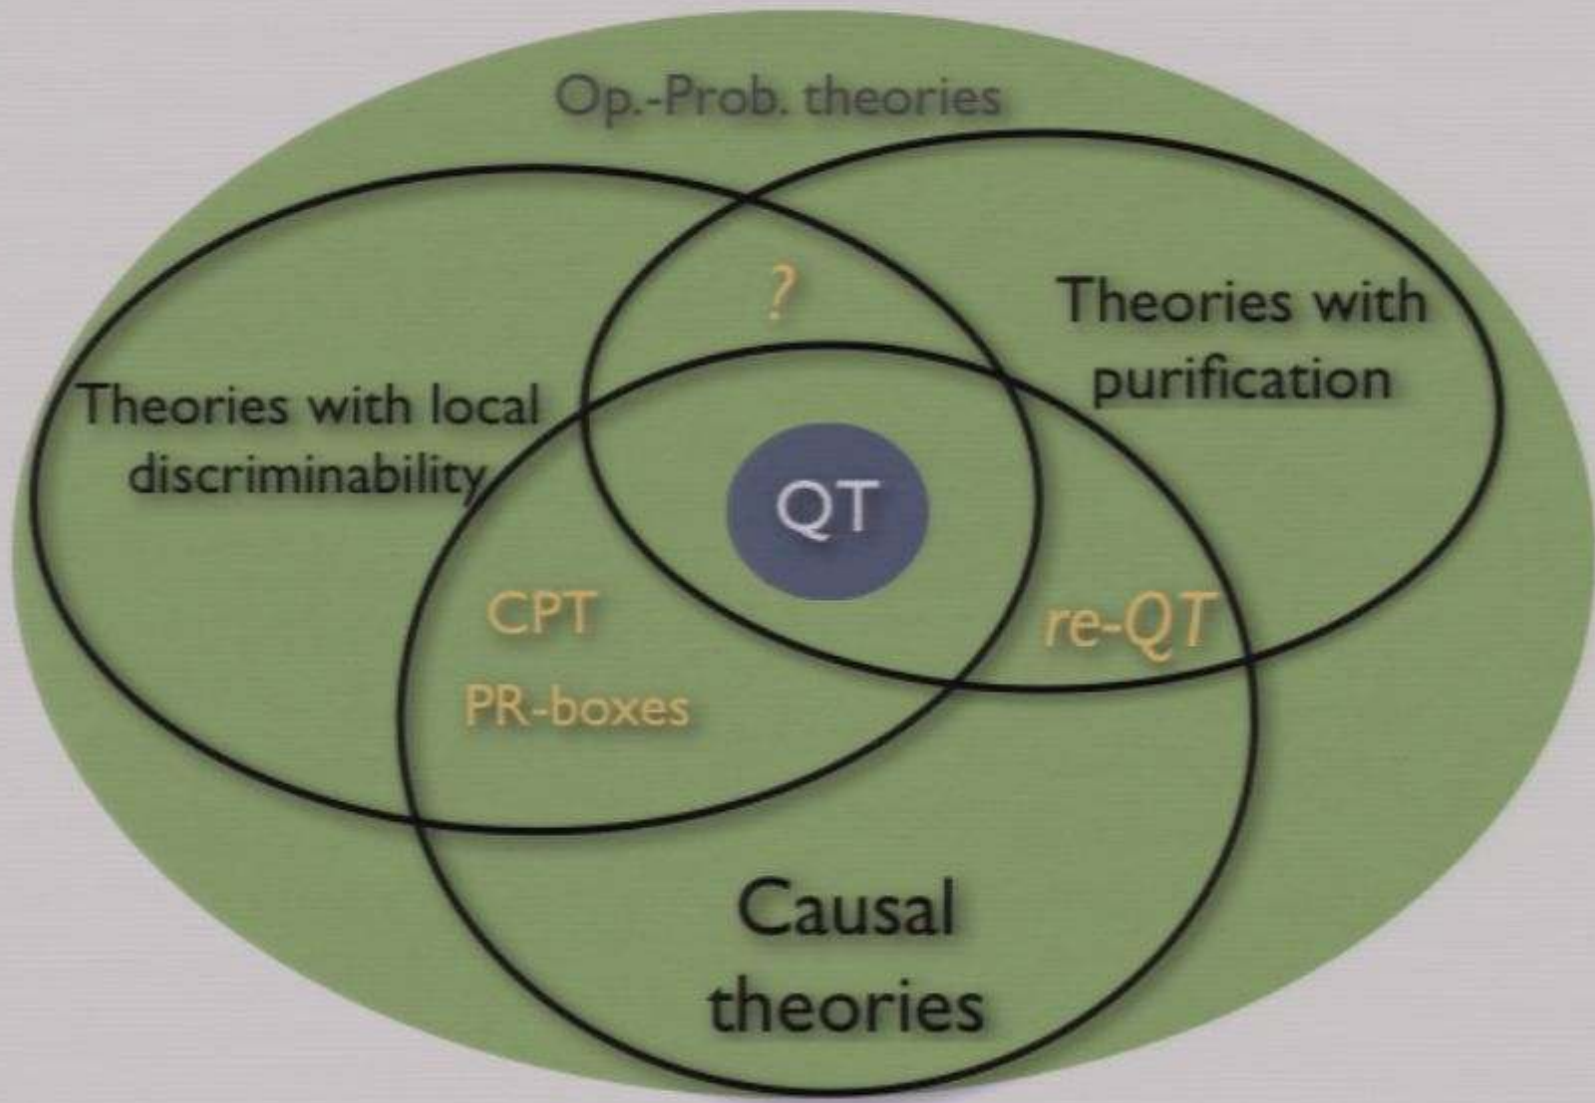 Op.-Prob. theories
?
Theories with
purification
Theories with local
discriminability
QT
CPT
re-QT
PR-boxes
Causal
theories